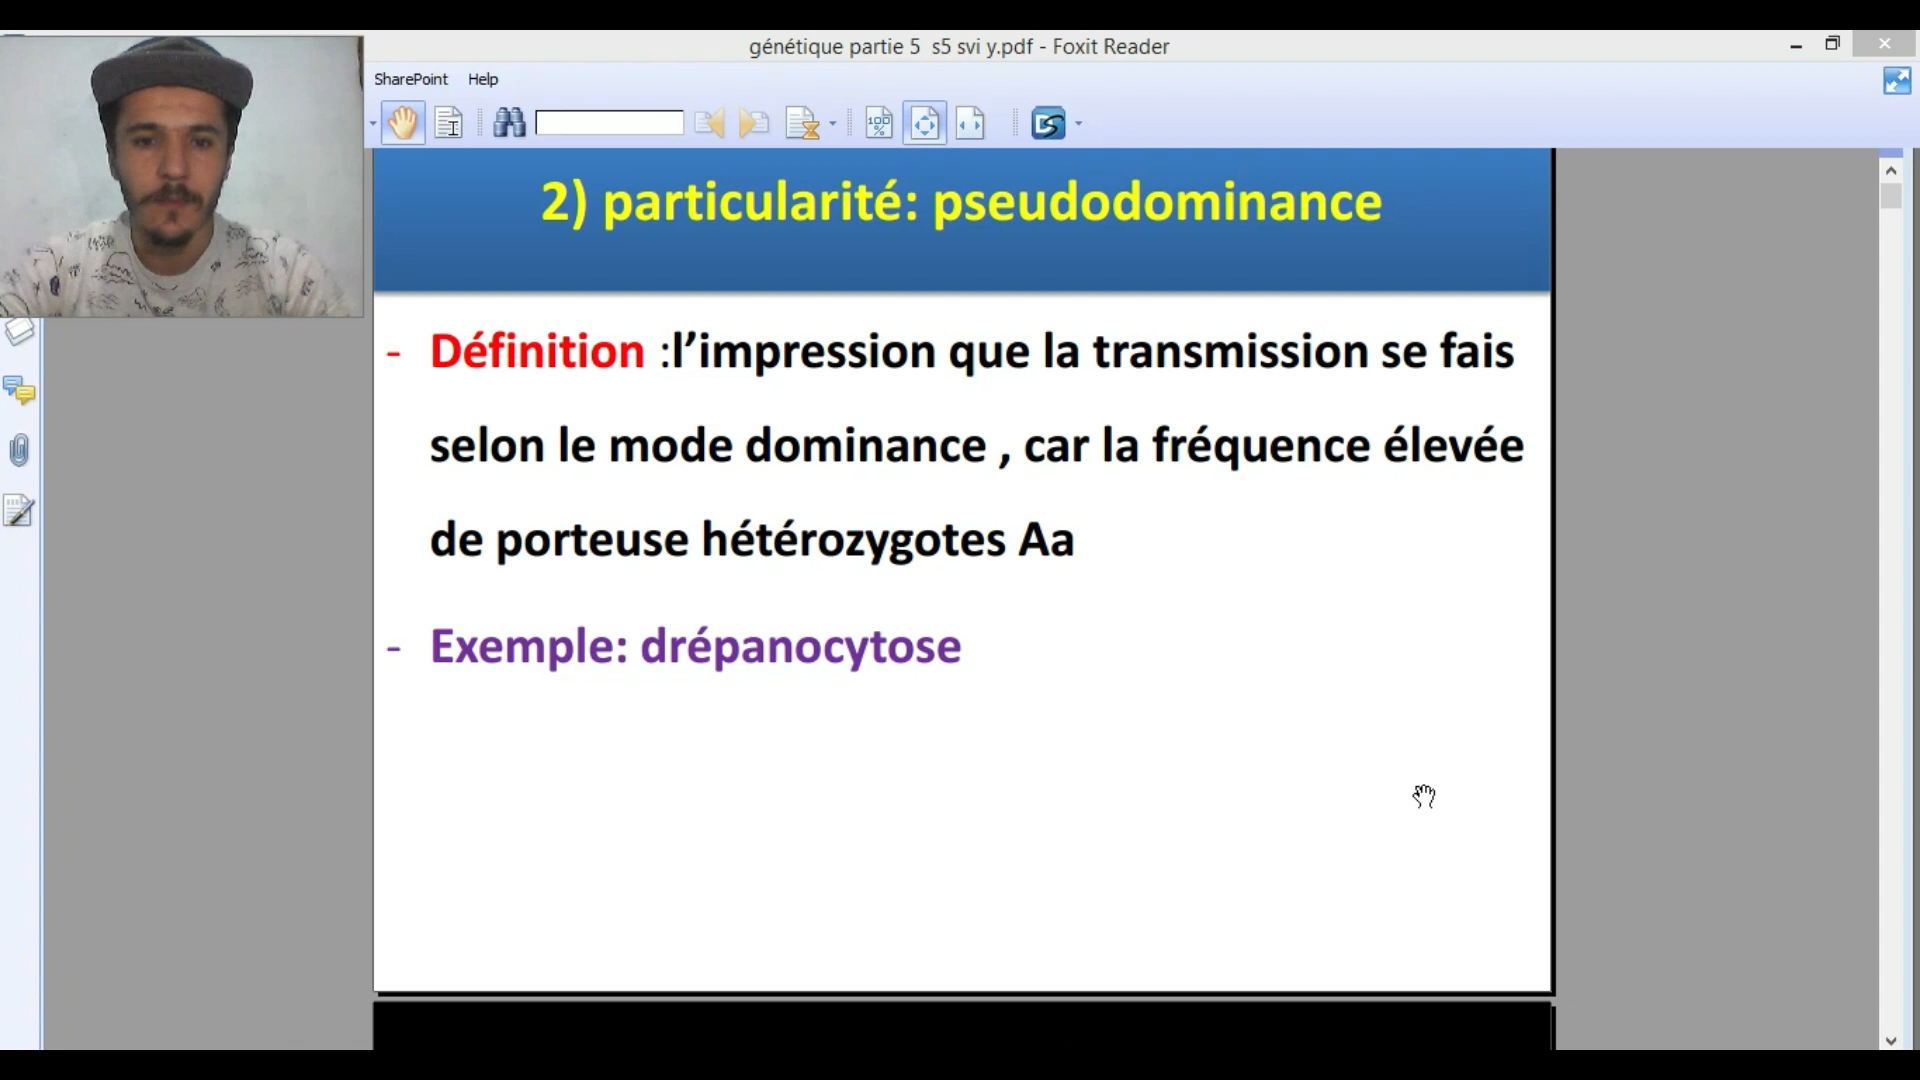 génétique partie 5 s5 svi y.pdf - Foxit Reader
SharePoint Help
2) particularité: pseudodominance
- Définition :l’impression que la transmission se fais
selon le mode dominance , car la fréquence élevée
de porteuse hétérozygotes Aa
- Exemple: drépanocytose